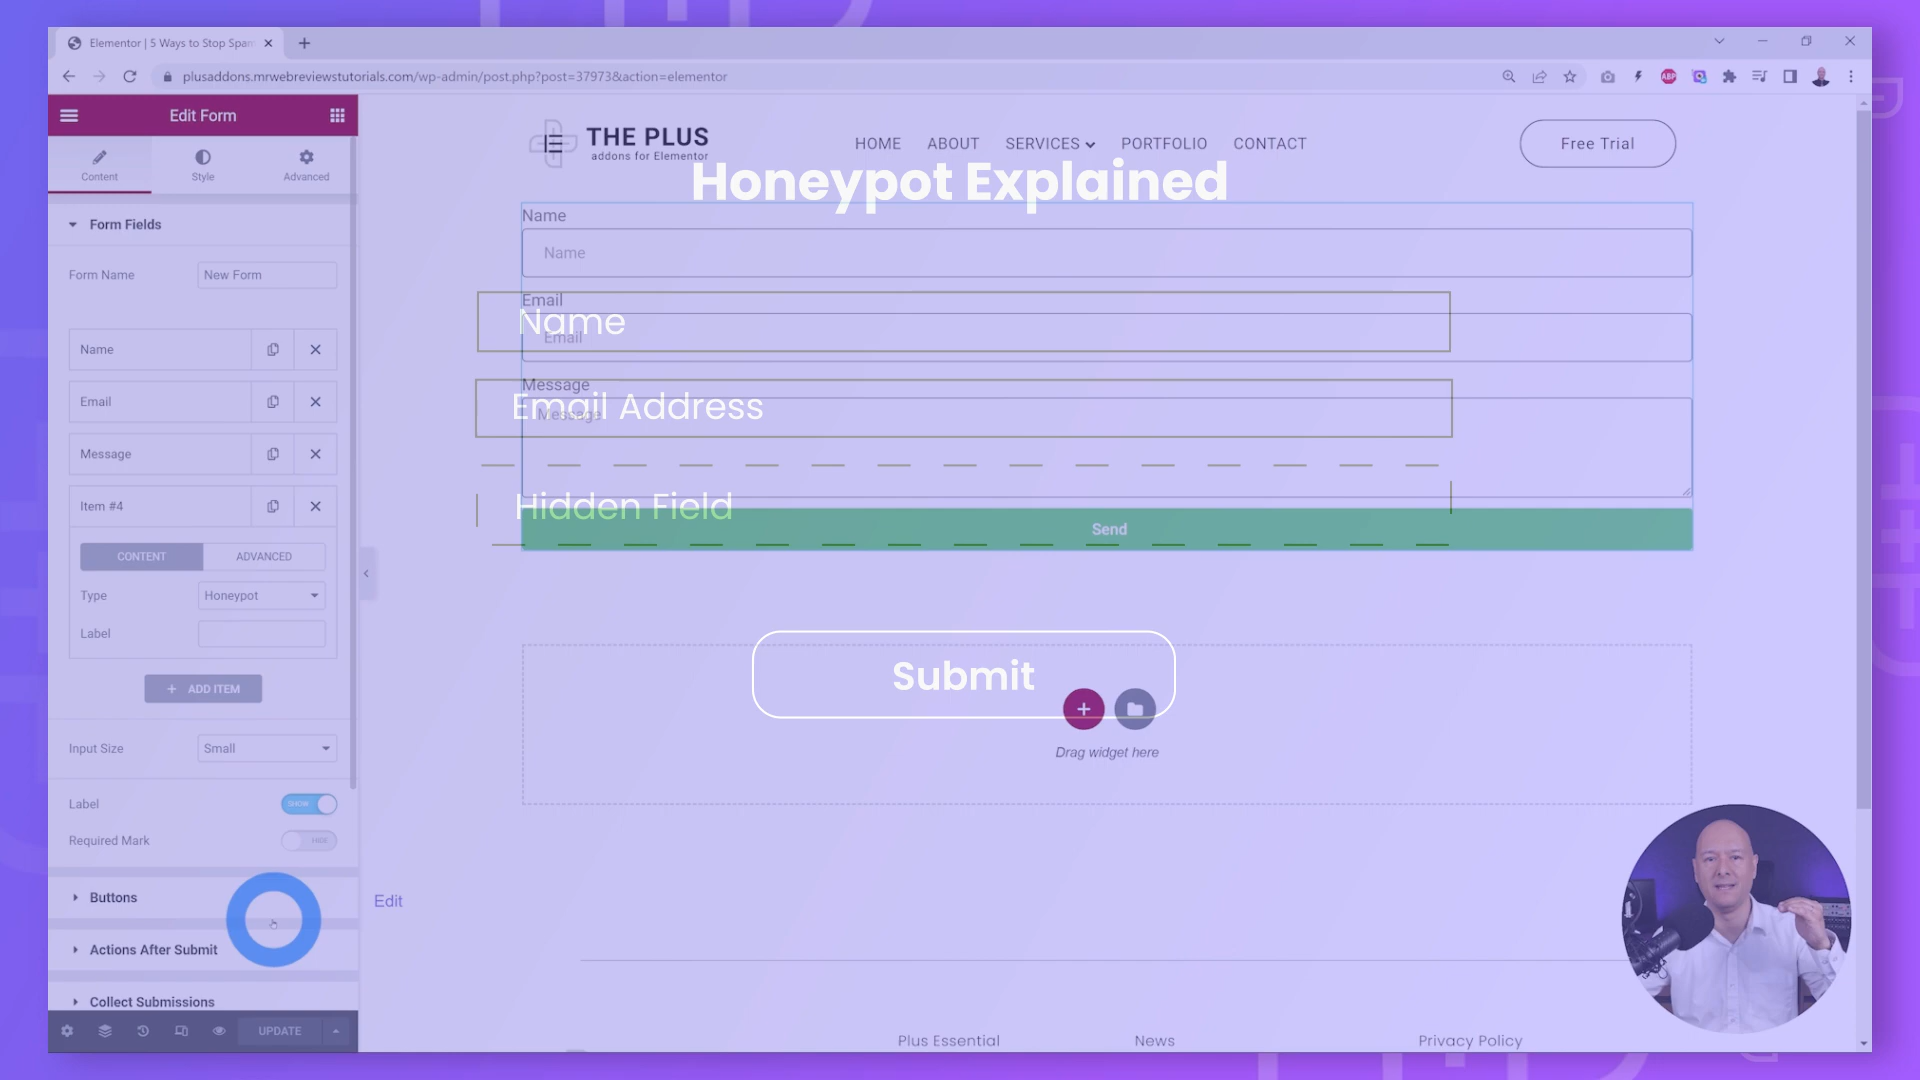 Elementor | 5 Ways to Stop Spam
plusaddons.mrwebreviewstutorials.com/wp-admin/post.php?post=37973&action=elementor
ABP
Edit Form
Content
Style
Advanced
Form Fields
Form Name
New Form
Name
Email
Message
Item #4
CONTENT
ADVANCED
Type
Honeypot
Label
ADD ITEM
Input Size
Small
Label
SHOW
Required Mark
HIDE
Buttons
Actions After Submit
Collect Submissions
UPDATE
THE PLUS
addons for Elementor
HOME
ABOUT
SERVICES
PORTFOLIO
CONTACT
Free Trial
Honeypot Explained
Name
Name
Email
Name
Email
Message
Email Address
Message
Hidden Field
Send
Submit
Drag widget here
Edit
Plus Essential
News
Privacy Policy